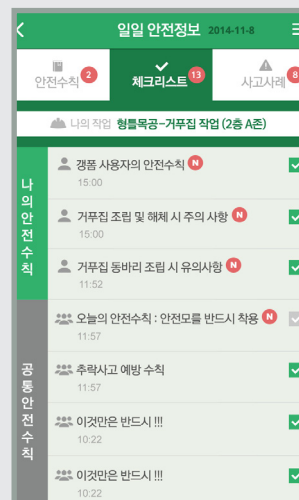 일일 안전정보 2014-11-8
안전수칙 2
체크리스트 13
사고사례 8
나의 작업 형틀목공-거푸집 작업 (2층 A존)
나의안전수칙
갱폼 사용자의 안전수칙 N
15:00
거푸집 조립 및 해체 시 주의 사항 N
15:00
거푸집 동바리 조립 시 유의사항 N
11:52
공통안전수칙
오늘의 안전수칙 : 안전모를 반드시 착용 N
11:57
추락사고 예방 수칙
11:57
이것만은 반드시 !!!
10:22
이것만은 반드시 !!!
10:22